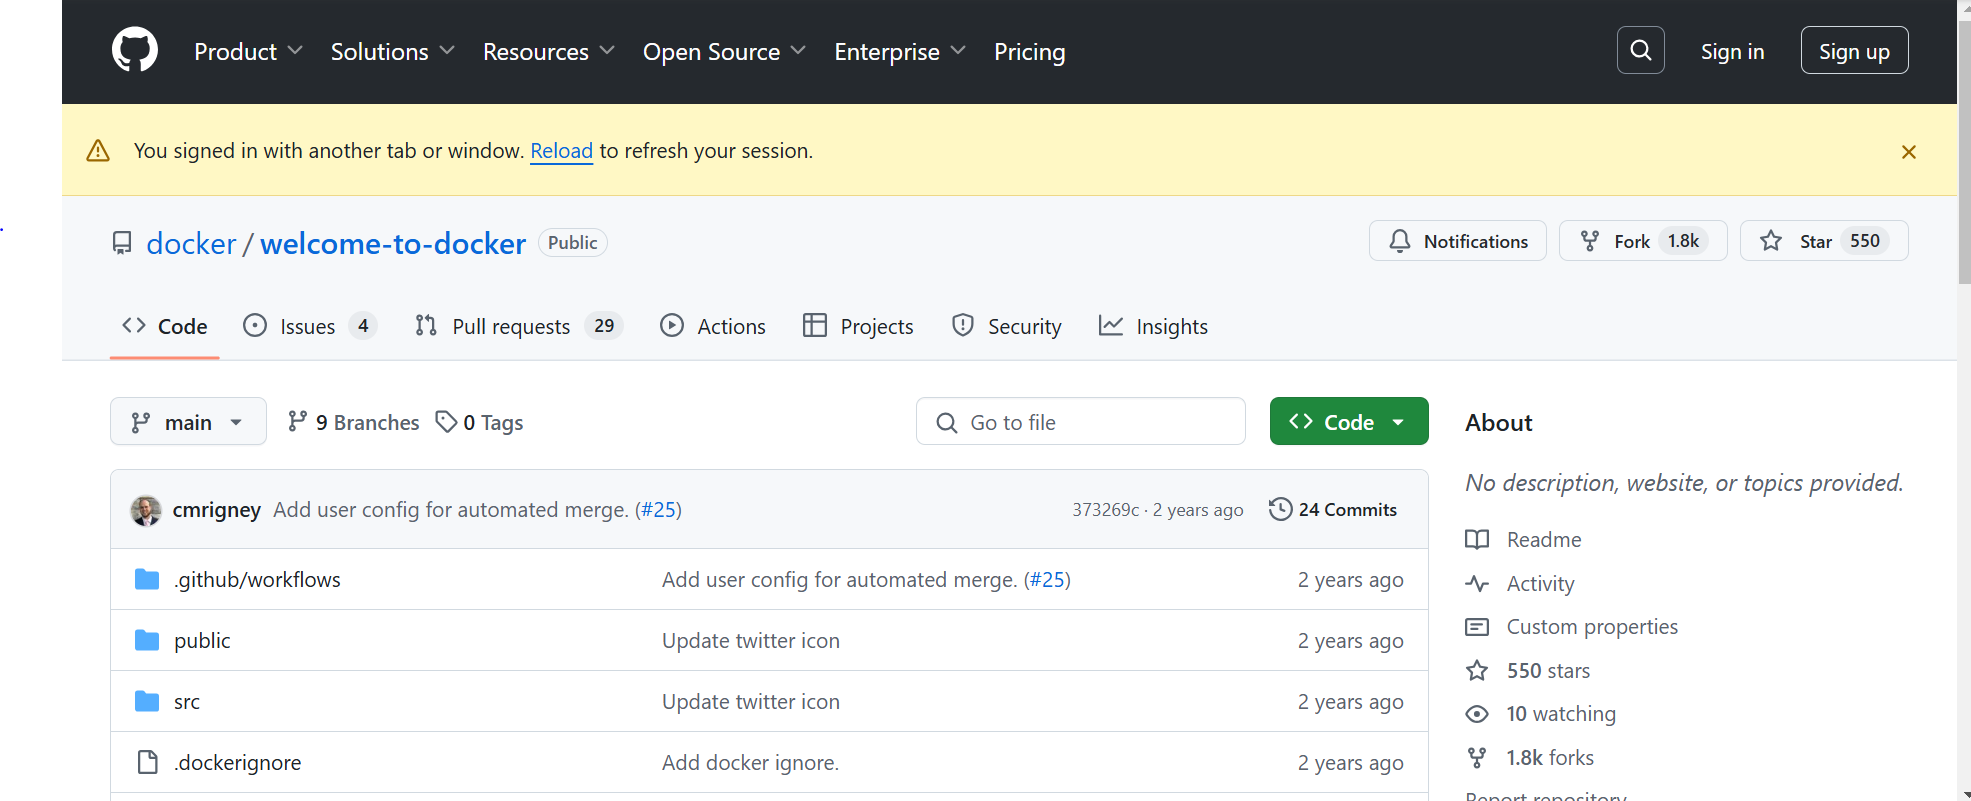 Product Solutions Resources Open Source Enterprise Pricing Sign in Sign up
You signed in with another tab or window. Reload to refresh your session.
docker / welcome-to-docker Public Notifications Fork 1.8k Star 550
Code Issues 4 Pull requests 29 Actions Projects Security Insights
main 9 Branches 0 Tags Go to file Code
cmrigney Add user config for automated merge. (#25) 373269c · 2 years ago 24 Commits
.github/workflows Add user config for automated merge. (#25) 2 years ago
public Update twitter icon 2 years ago
src Update twitter icon 2 years ago
.dockerignore Add docker ignore. 2 years ago
About
No description, website, or topics provided.
Readme
Activity
Custom properties
550 stars
10 watching
1.8k forks
Report repository